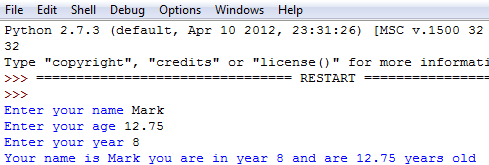 File Edit Shell Debug Options Windows Help
Python 2.7.3 (default, Apr 10 2012, 23:31:26) [MSC v.1500 32
32
Type "copyright", "credits" or "license()" for more informati
>>> ================================ RESTART ================
>>>
Enter your name Mark
Enter your age 12.75
Enter your year 8
Your name is Mark you are in year 8 and are 12.75 years old